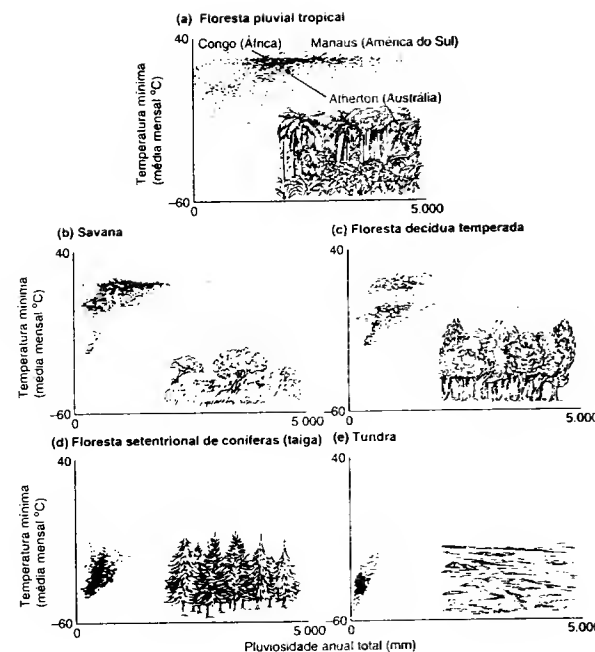 (a) Floresta pluvial tropical
40
Congo (África)
Manaus (América do Sul)
Atherton (Austrália)
Temperatura mínima
(média mensal °C)
–60
0
5.000
(b) Savana
40
Temperatura mínima
(média mensal °C)
–60
0
5 000
(c) Floresta decidua temperada
40
–60
0
5.000
(d) Floresta setentrional de coníferas (taiga)
40
Temperatura mínima
(média mensal °C)
–60
0
5 000
(e) Tundra
40
–60
0
5 000
Pluviosidade anual total (mm)